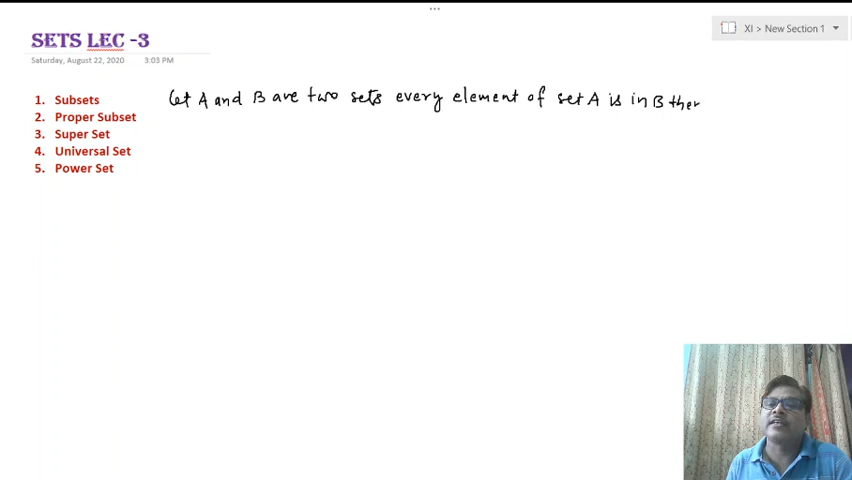 SETS LEC -3
Saturday, August 22, 2020 3:03 PM
XI > New Section 1
1. Subsets
2. Proper Subset
3. Super Set
4. Universal Set
5. Power Set
Let A and B are two sets every element of set A is in B then